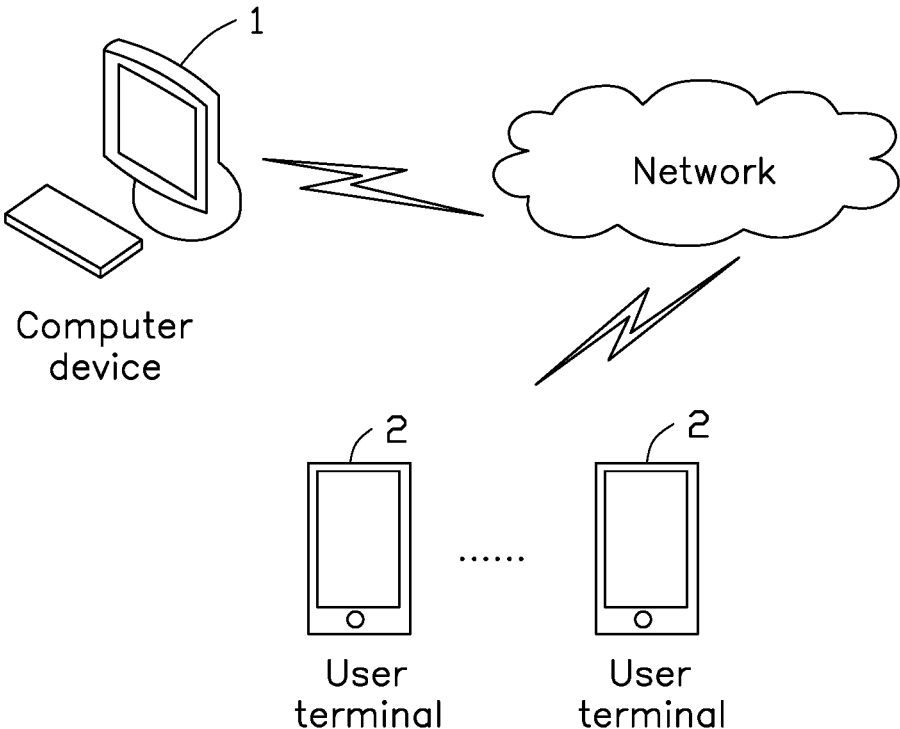 1
Network
Computer
device
2
2
......
User
terminal
User
terminal